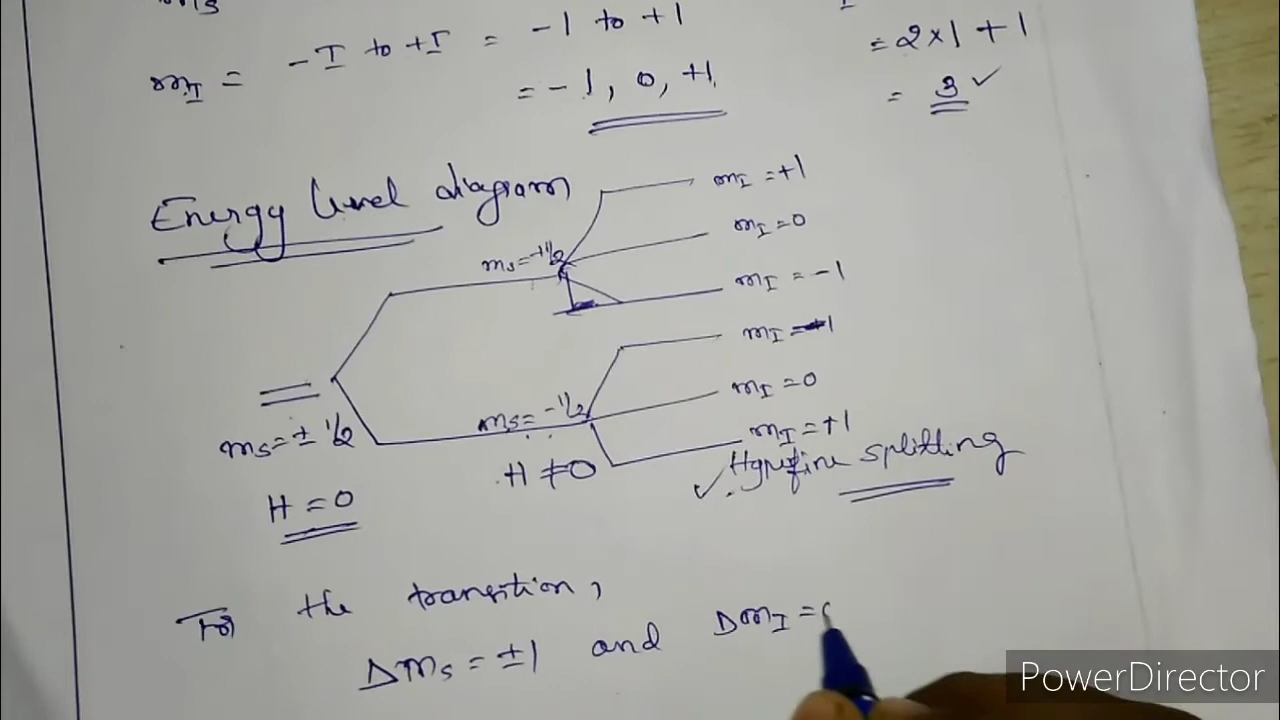 mI = -I to +I = -1 to +1
= 2×1+1
= -1, 0, +1
= 3 ✓
Energy level diagram
mI = +1
mI = 0
ms = +1/2
mI = -1
mI = -1
mI = 0
ms = -1/2
mI = +1
ms = ± 1/2
H ≠ 0
✓ Hyperfine splitting
H = 0
For the transition,
Δms = ±1 and ΔmI =
PowerDirector